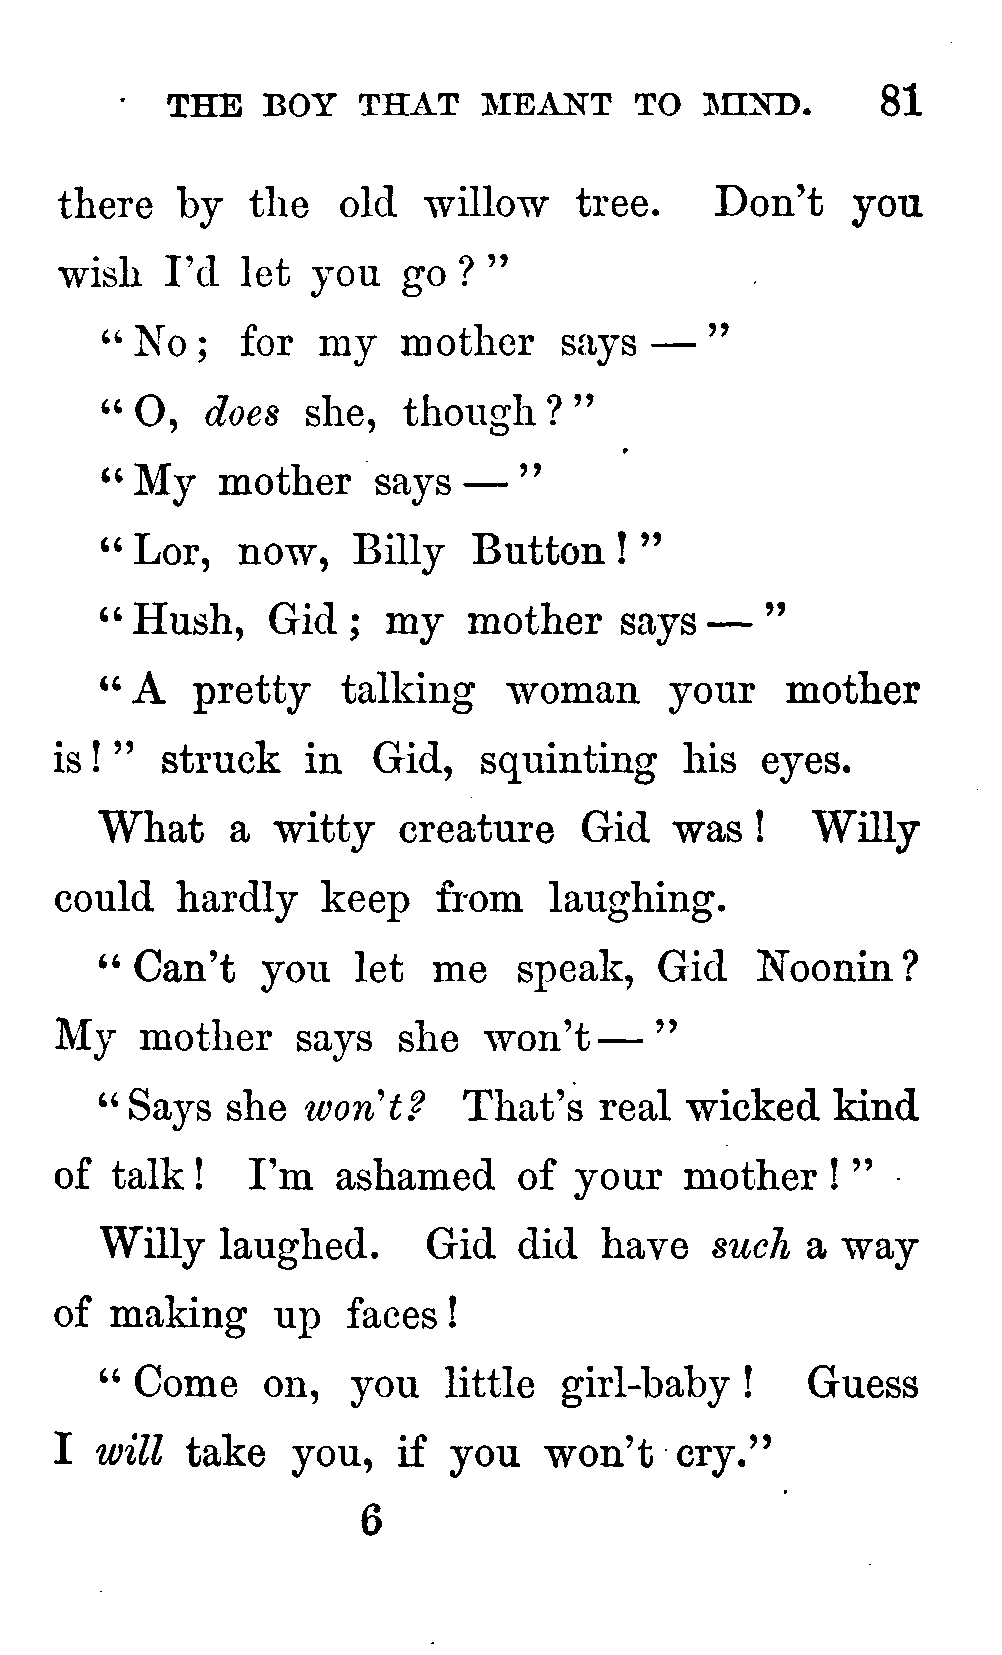 THE BOY THAT MEANT TO MIND. 81
there by the old willow tree. Don't you
wish I'd let you go?"
"No; for my mother says—"
"O, does she, though?"
"My mother says—"
"Lor, now, Billy Button!"
"Hush, Gid; my mother says—"
"A pretty talking woman your mother
is!" struck in Gid, squinting his eyes.
What a witty creature Gid was! Willy
could hardly keep from laughing.
"Can't you let me speak, Gid Noonin?
My mother says she won't—"
"Says she won't? That's real wicked kind
of talk! I'm ashamed of your mother!"
Willy laughed. Gid did have such a way
of making up faces!
"Come on, you little girl-baby! Guess
I will take you, if you won't cry."
6